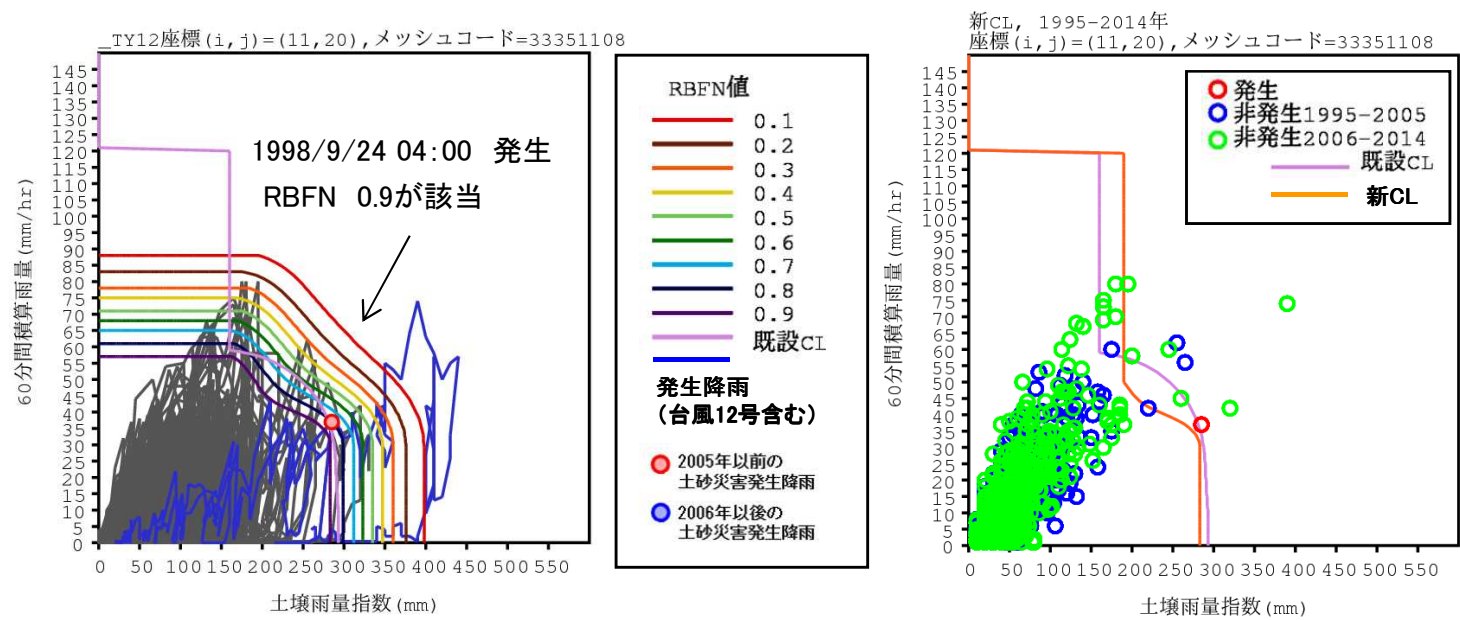 _TY12座標(i,j)=(11,20),メッシュコード=33351108
145
140
135
130
125
120
115
110
105
100
95
90
85
80
75
70
65
60
55
50
45
40
35
30
25
20
15
10
5
0
60分間積算雨量(mm/hr)
0 50 100 150 200 250 300 350 400 450 500 550
土壌雨量指数(mm)
1998/9/24 04:00 発生
RBFN 0.9が該当
RBFN値
0.1
0.2
0.3
0.4
0.5
0.6
0.7
0.8
0.9
既設CL
発生降雨
(台風12号含む)
2005年以前の
土砂災害発生降雨
2006年以後の
土砂災害発生降雨
新CL, 1995-2014年
座標(i,j)=(11,20),メッシュコード=33351108
145
140
135
130
125
120
115
110
105
100
95
90
85
80
75
70
65
60
55
50
45
40
35
30
25
20
15
10
5
0
60分間積算雨量(mm/hr)
0 50 100 150 200 250 300 350 400 450 500 550
土壌雨量指数(mm)
発生
非発生1995-2005
非発生2006-2014
既設CL
新CL